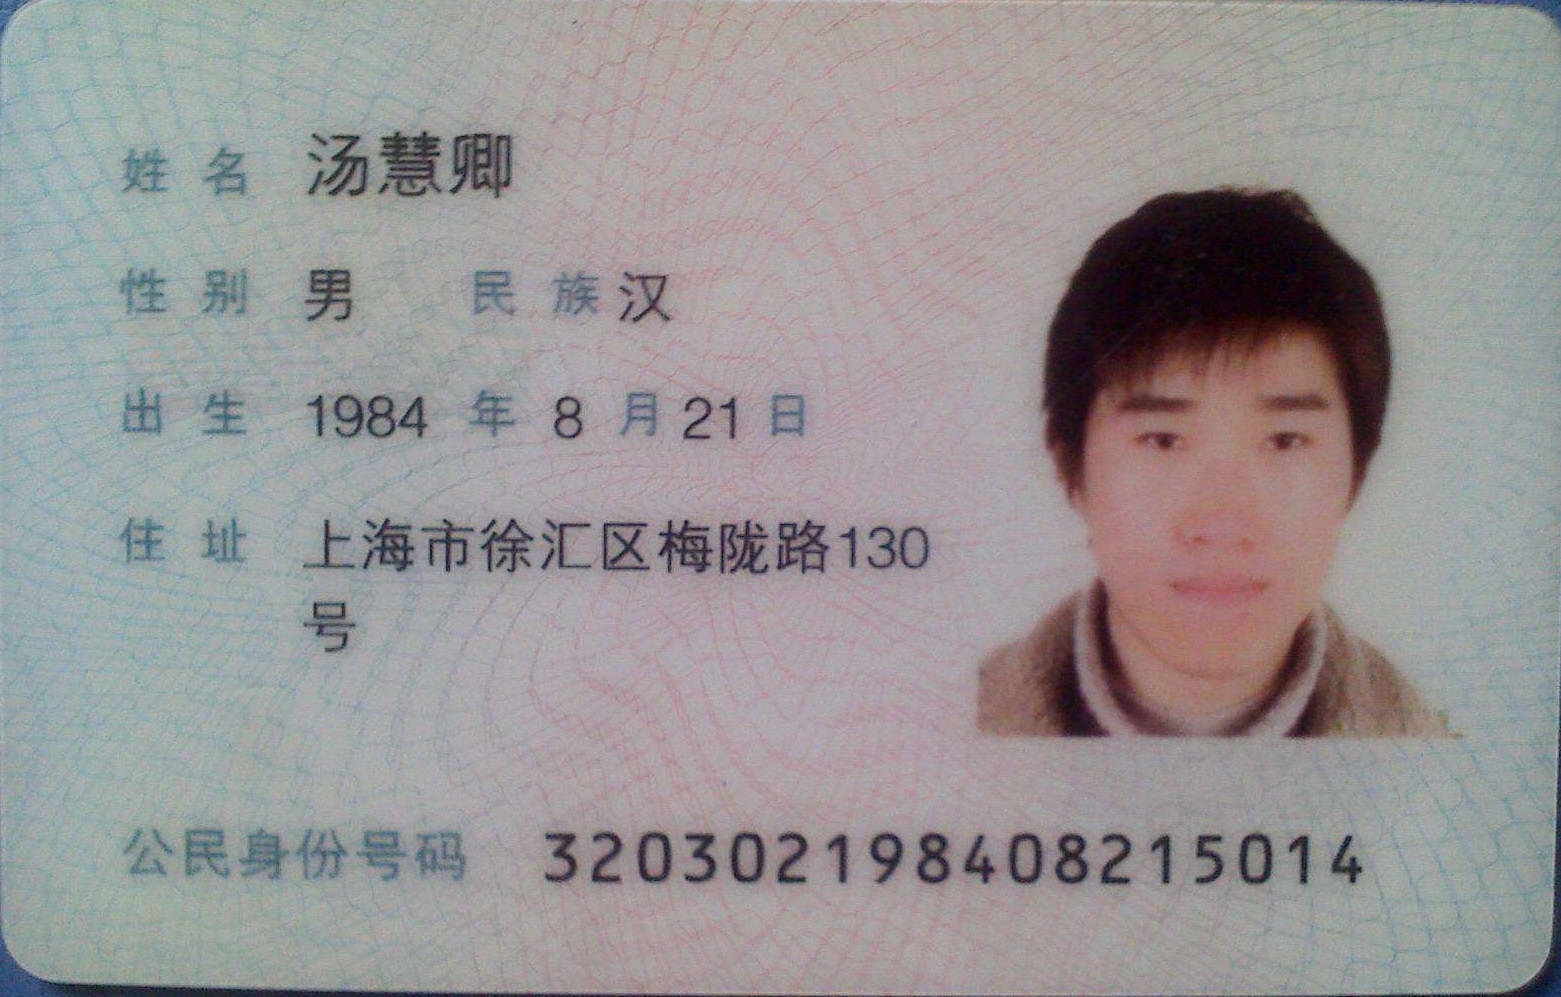 姓名 汤慧卿
性别 男 民族 汉
出生 1984 年 8 月 21 日
住址 上海市徐汇区梅陇路130
号
公民身份号码 320302198408215014